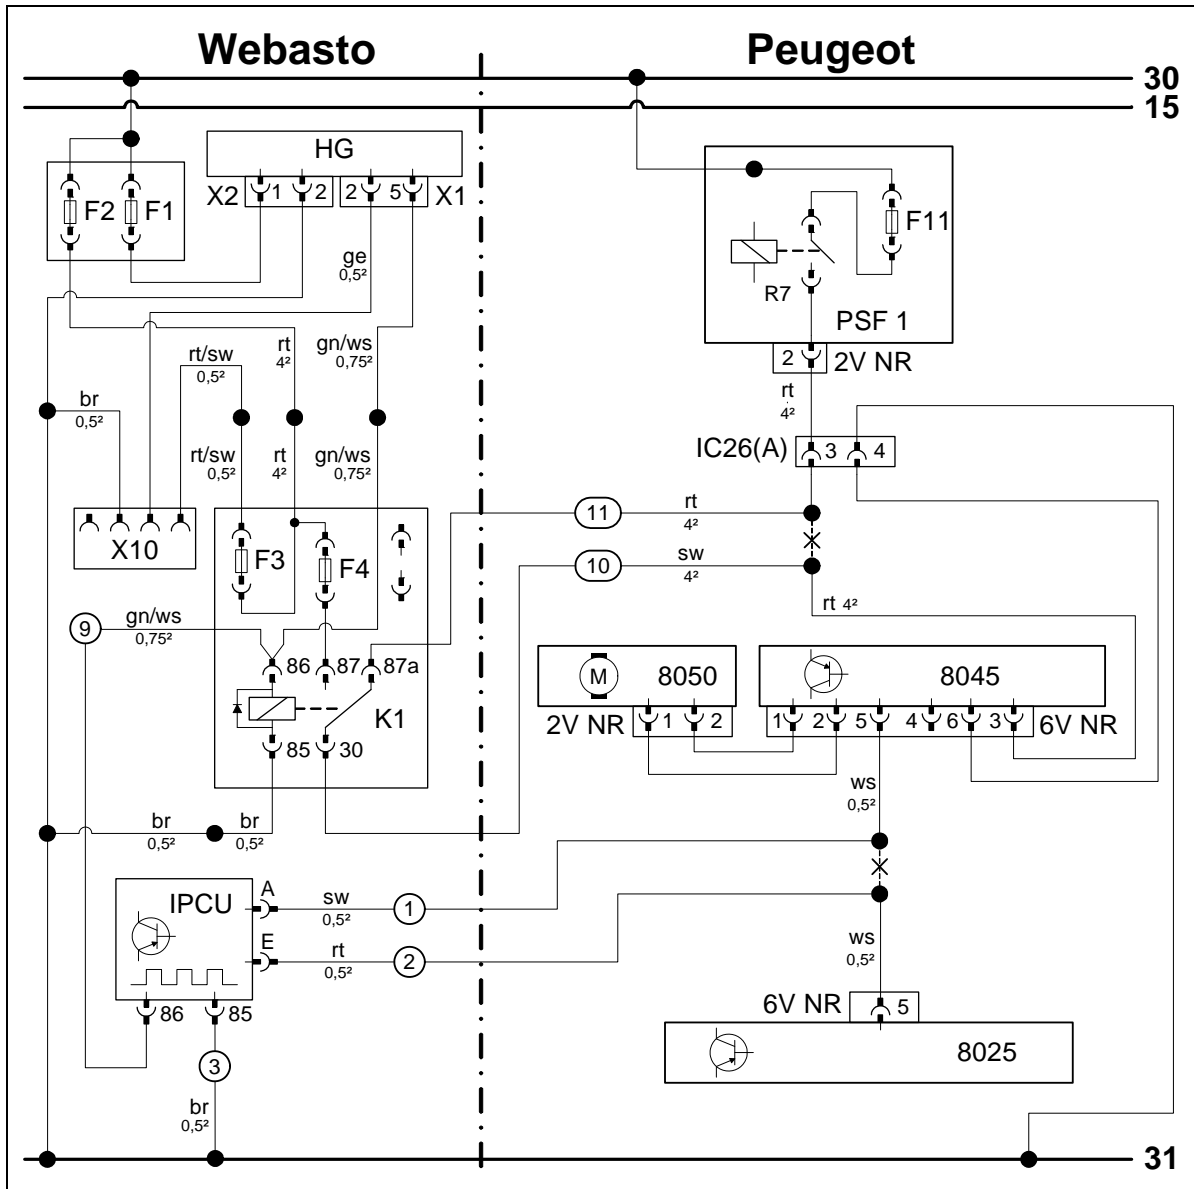 Webasto
Peugeot
30
15
HG
X2
1
2
2
5
X1
F2
F1
F11
ge
0,5²
R7
PSF 1
rt/sw
0,5²
rt
4²
gn/ws
0,75²
2
2V NR
br
0,5²
rt
4²
rt/sw
0,5²
rt
4²
gn/ws
0,75²
IC26(A)
3
4
11
rt
4²
X10
F3
F4
10
sw
4²
9
gn/ws
0,75²
rt 4²
86
87
87a
M
8050
8045
K1
2V NR
1
2
1
2
5
4
6
3
6V NR
85
30
ws
0,5²
br
0,5²
br
0,5²
IPCU
A
sw
0,5²
1
E
rt
0,5²
2
ws
0,5²
86
85
6V NR
5
3
8025
br
0,5²
31